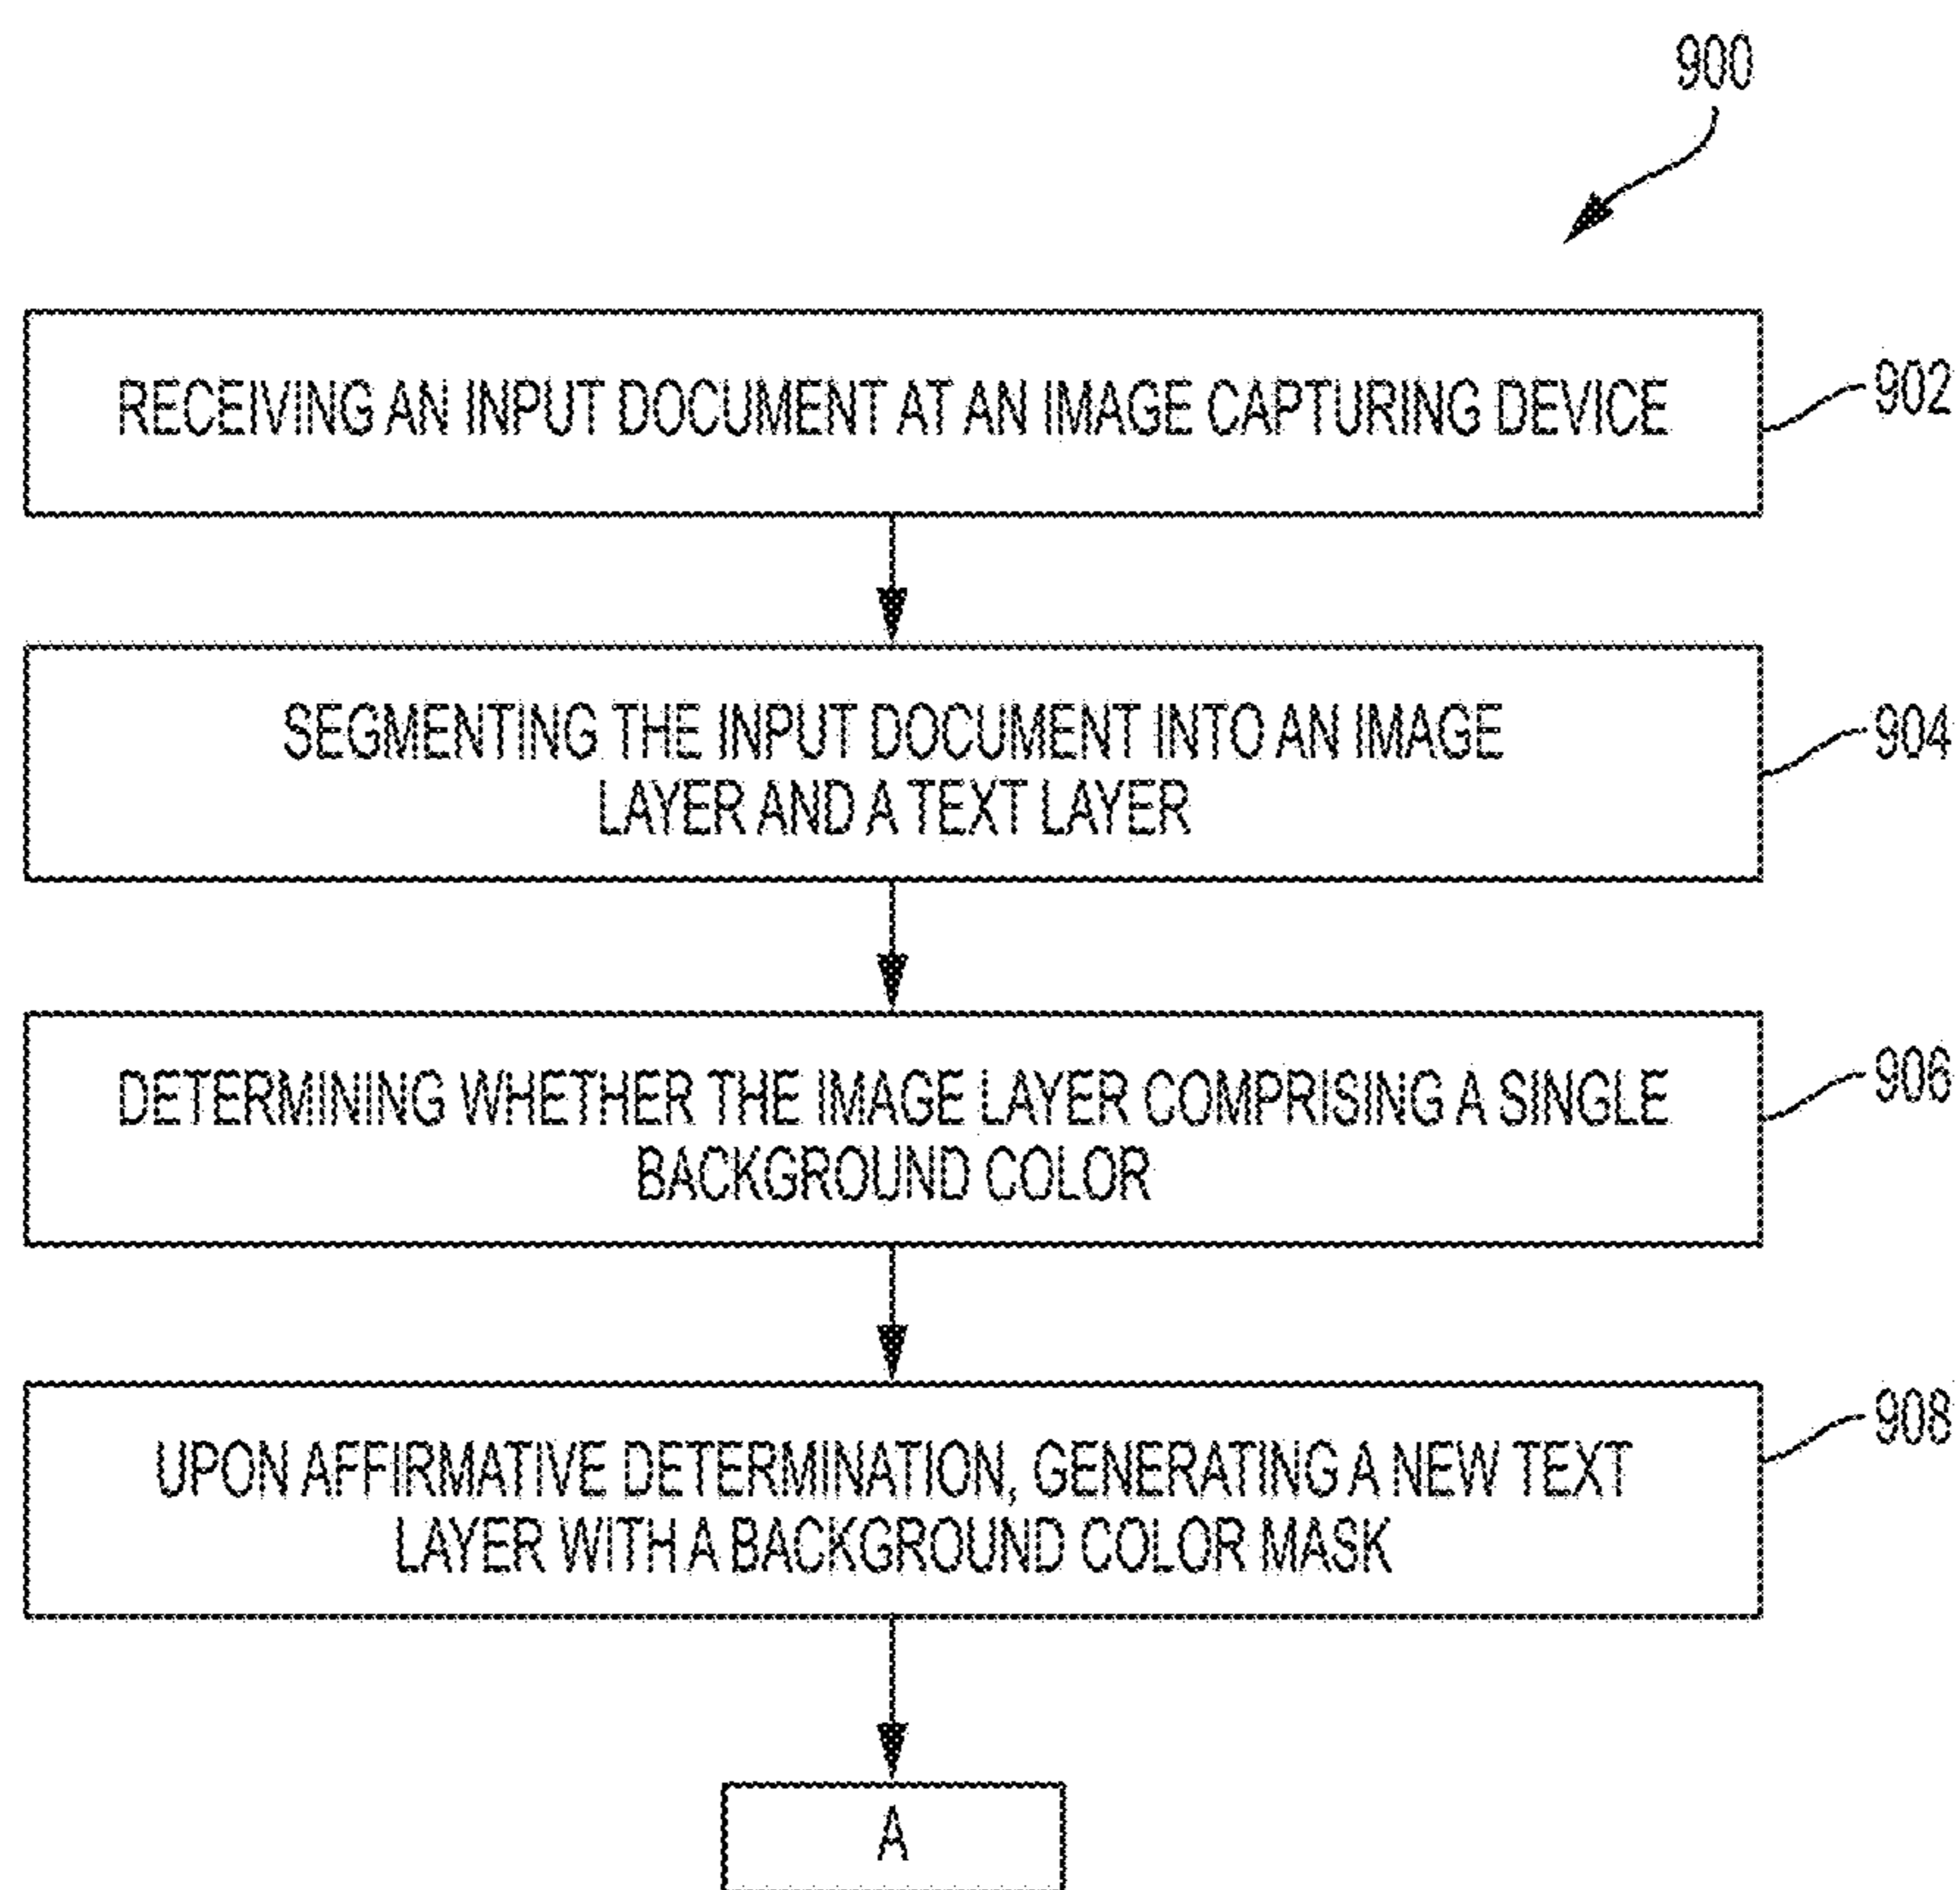 900
RECEIVING AN INPUT DOCUMENT AT AN IMAGE CAPTURING DEVICE
902
SEGMENTING THE INPUT DOCUMENT INTO AN IMAGE
LAYER AND A TEXT LAYER
904
DETERMINING WHETHER THE IMAGE LAYER COMPRISING A SINGLE
BACKGROUND COLOR
906
UPON AFFIRMATIVE DETERMINATION, GENERATING A NEW TEXT
LAYER WITH A BACKGROUND COLOR MASK
908
A